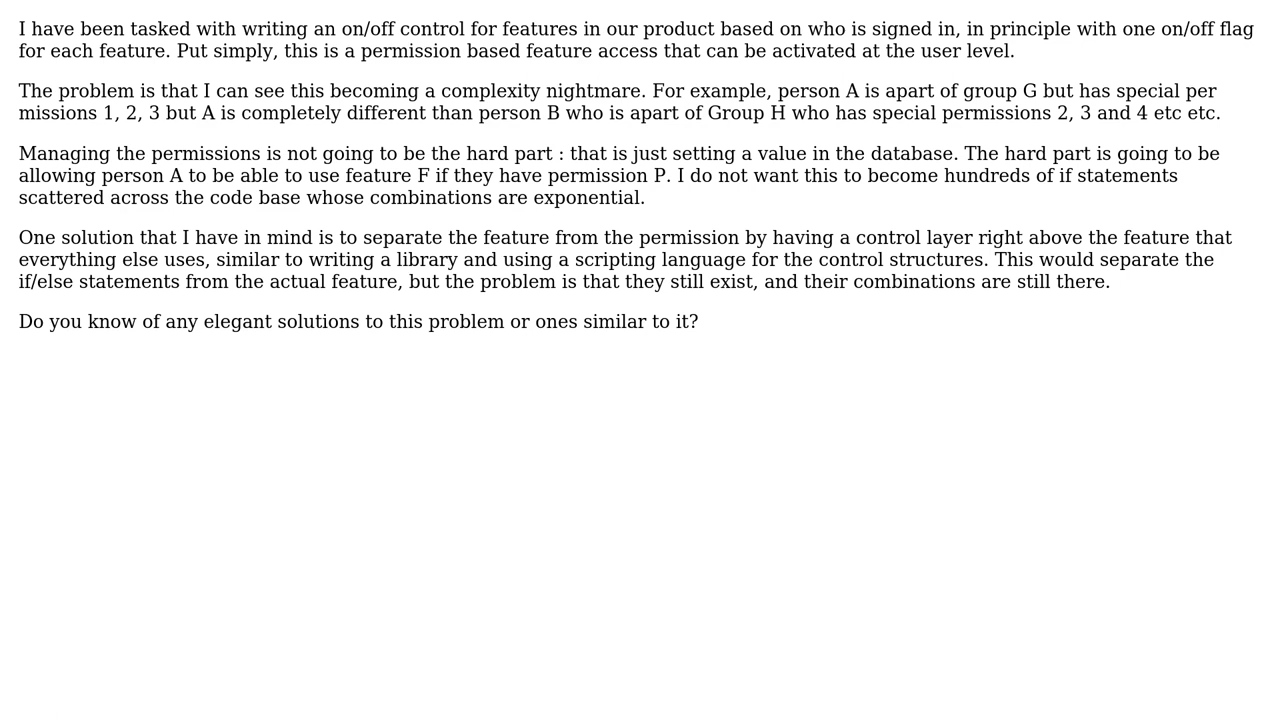 I have been tasked with writing an on/off control for features in our product based on who is signed in, in principle with one on/off flag
for each feature. Put simply, this is a permission based feature access that can be activated at the user level.
The problem is that I can see this becoming a complexity nightmare. For example, person A is apart of group G but has special per
missions 1, 2, 3 but A is completely different than person B who is apart of Group H who has special permissions 2, 3 and 4 etc etc.
Managing the permissions is not going to be the hard part : that is just setting a value in the database. The hard part is going to be
allowing person A to be able to use feature F if they have permission P. I do not want this to become hundreds of if statements
scattered across the code base whose combinations are exponential.
One solution that I have in mind is to separate the feature from the permission by having a control layer right above the feature that
everything else uses, similar to writing a library and using a scripting language for the control structures. This would separate the
if/else statements from the actual feature, but the problem is that they still exist, and their combinations are still there.
Do you know of any elegant solutions to this problem or ones similar to it?